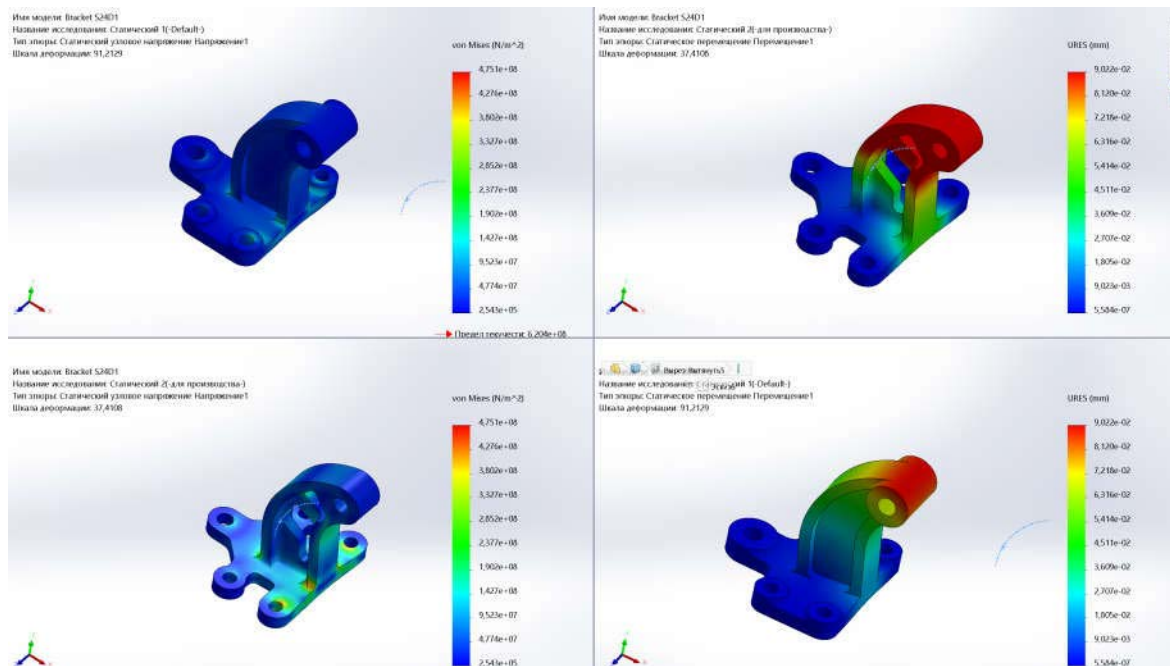 Имя модели: Bracket S24D1
Название исследования: Статический 1(-Default-)
Тип эпюры: Статический узловое напряжение Напряжение1
Шкала деформации: 91,2129
von Mises (N/m^2)
4,751e+08
4,276e+08
3,802e+08
3,327e+08
2,852e+08
2,377e+08
1,902e+08
1,427e+08
9,523e+07
4,774e+07
2,543e+05
Предел текучести: 6,204e+08
Имя модели: Bracket S24D1
Название исследования: Статический 2(-для производства-)
Тип эпюры: Статическое перемещение Перемещение1
Шкала деформации: 37,4108
URES (mm)
9,022e-02
8,120e-02
7,218e-02
6,316e-02
5,414e-02
4,511e-02
3,609e-02
2,707e-02
1,805e-02
9,023e-03
5,584e-07
Имя модели: Bracket S24D1
Название исследования: Статический 2(-для производства-)
Тип эпюры: Статический узловое напряжение Напряжение1
Шкала деформации: 37,4108
von Mises (N/m^2)
4,751e+08
4,276e+08
3,802e+08
3,327e+08
2,852e+08
2,377e+08
1,902e+08
1,427e+08
9,523e+07
4,774e+07
2,543e+05
Вырез-Вытянуть5
Название исследования: 1(-Default-)
Тип эпюры: Статическое перемещение Перемещение1
Шкала деформации: 91,2129
URES (mm)
9,022e-02
8,120e-02
7,218e-02
6,316e-02
5,414e-02
4,511e-02
3,609e-02
2,707e-02
1,805e-02
9,023e-03
5,584e-07